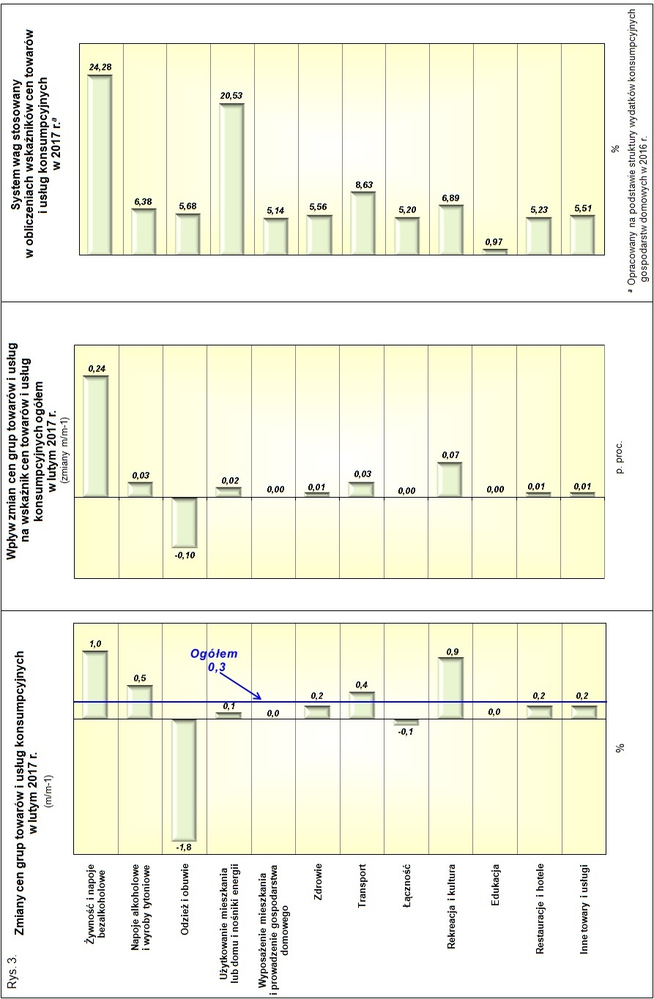 Rys. 3.
Zmiany cen grup towarów i usług konsumpcyjnych
w lutym 2017 r.
(m/m-1)
Żywność i napoje
bezalkoholowe
Napoje alkoholowe
i wyroby tytoniowe
Odzież i obuwie
Użytkowanie mieszkania
lub domu i nośniki energii
Wyposażenie mieszkania
i prowadzenie gospodarstwa
domowego
Zdrowie
Transport
Łączność
Rekreacja i kultura
Edukacja
Restauracje i hotele
Inne towary i usługi
1,0
0,5
-1,8
0,1
0,0
0,2
0,4
-0,1
0,9
0,0
0,2
0,2
Ogółem
0,3
%
Wpływ zmian cen grup towarów i usług
na wskaźnik cen towarów i usług
konsumpcyjnych ogółem
w lutym 2017 r.
(zmiany m/m-1)
0,24
0,03
-0,10
0,02
0,00
0,01
0,03
0,00
0,07
0,00
0,01
0,01
p. proc.
System wag stosowany
w obliczeniach wskaźników cen towarów
i usług konsumpcyjnych
w 2017 r.ª
24,28
6,38
5,68
20,53
5,14
5,56
8,63
5,20
6,89
0,97
5,23
5,51
%
ª Opracowany na podstawie struktury wydatków konsumpcyjnych
gospodarstw domowych w 2016 r.